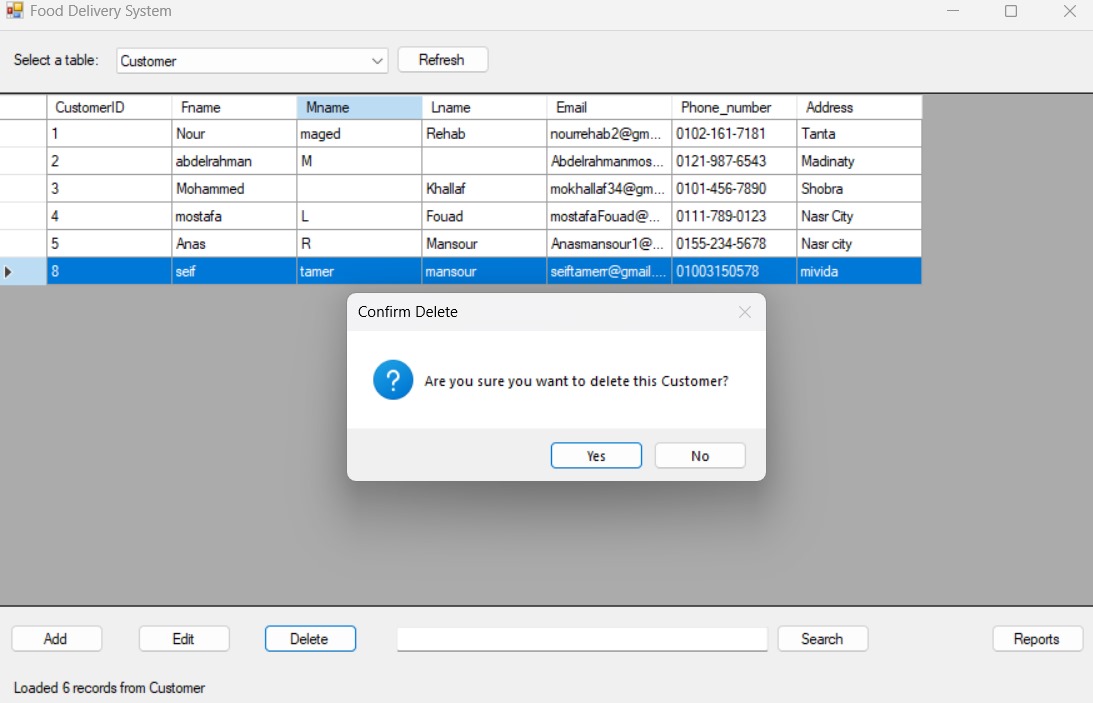 Food Delivery System
Select a table: Customer Refresh
CustomerID Fname Mname Lname Email Phone_number Address
1 Nour maged Rehab nourrehab2@gm... 0102-161-7181 Tanta
2 abdelrahman M Abdelrahmanmos... 0121-987-6543 Madinaty
3 Mohammed Khallaf mokhallaf34@gm... 0101-456-7890 Shobra
4 mostafa L Fouad mostafaFouad@... 0111-789-0123 Nasr City
5 Anas R Mansour Anasmansour1@... 0155-234-5678 Nasr city
8 seif tamer mansour seiftamerr@gmail.... 01003150578 mivida
Confirm Delete
? Are you sure you want to delete this Customer?
Yes No
Add Edit Delete Search Reports
Loaded 6 records from Customer